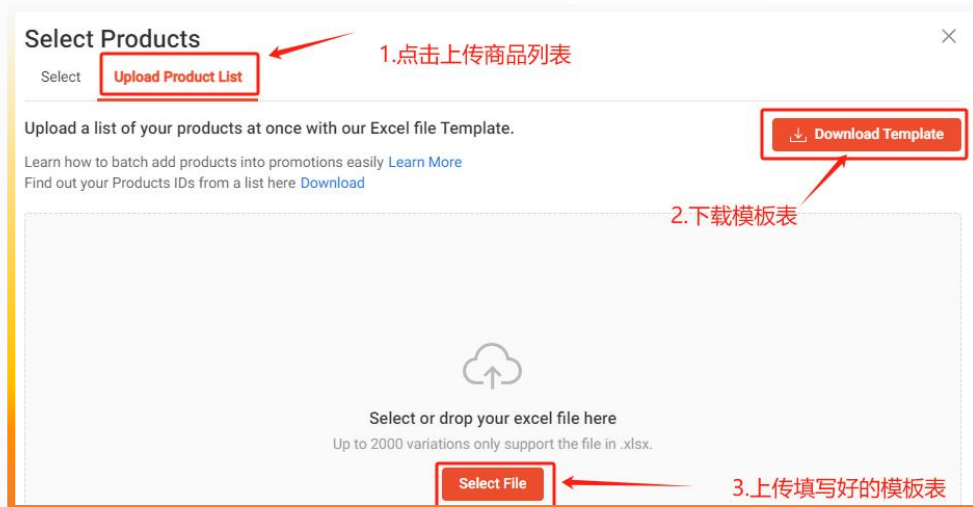 Select Products
1.点击上传商品列表
Select
Upload Product List
Upload a list of your products at once with our Excel file Template.
Download Template
Learn how to batch add products into promotions easily Learn More
Find out your Products IDs from a list here Download
2.下载模板表
Select or drop your excel file here
Up to 2000 variations only support the file in .xlsx.
Select File
3.上传填写好的模板表